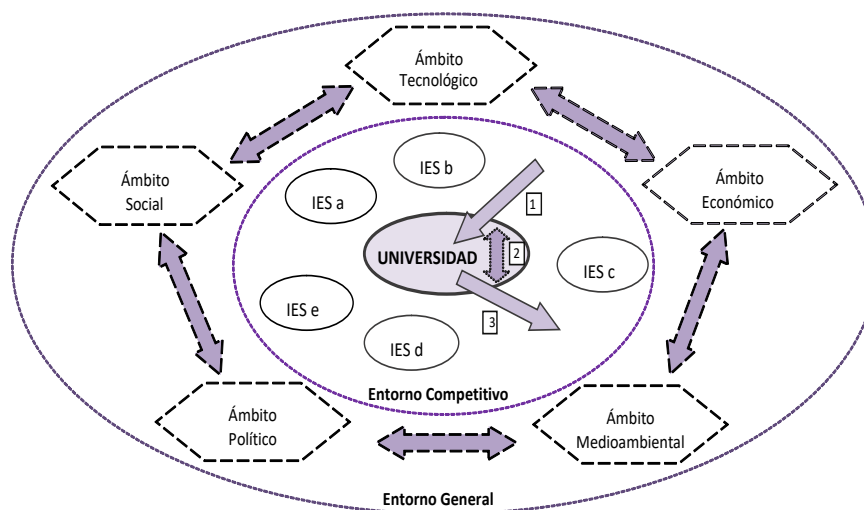 Ámbito
Tecnológico
Ámbito
Social
Ámbito
Económico
IES b
IES a
1
UNIVERSIDAD
2
IES c
IES e
3
IES d
Entorno Competitivo
Ámbito
Político
Ámbito
Medioambiental
Entorno General